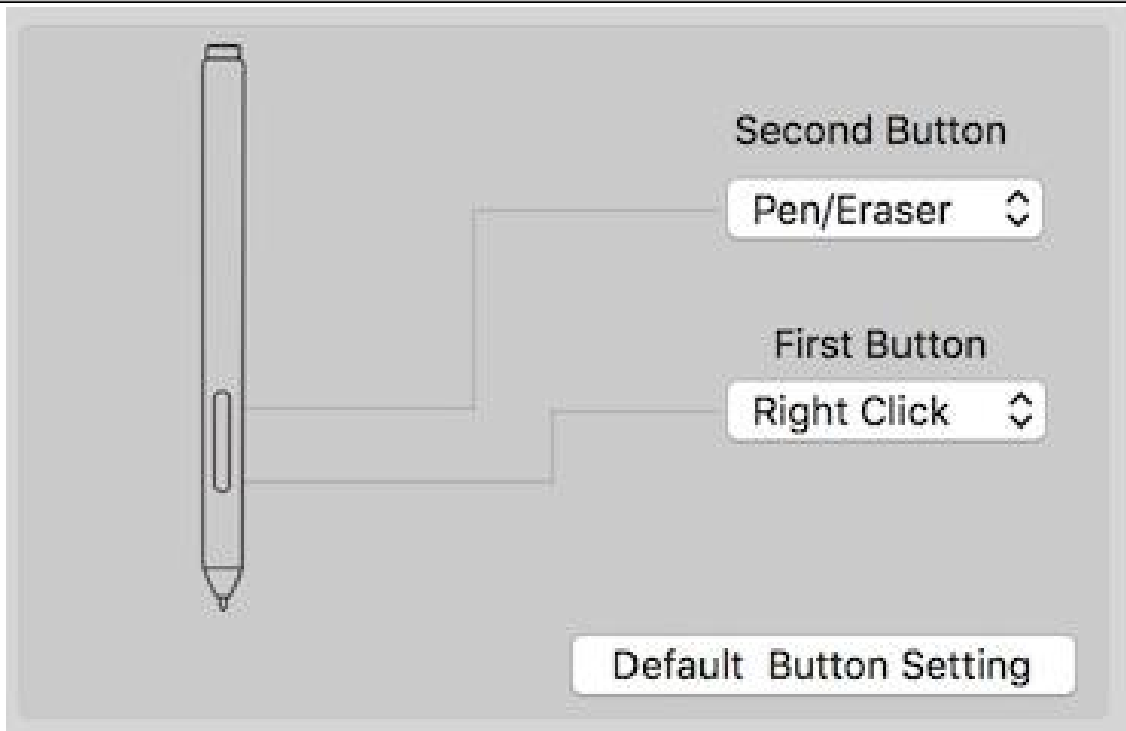 Second Button
Pen/Eraser
First Button
Right Click
Default Button Setting